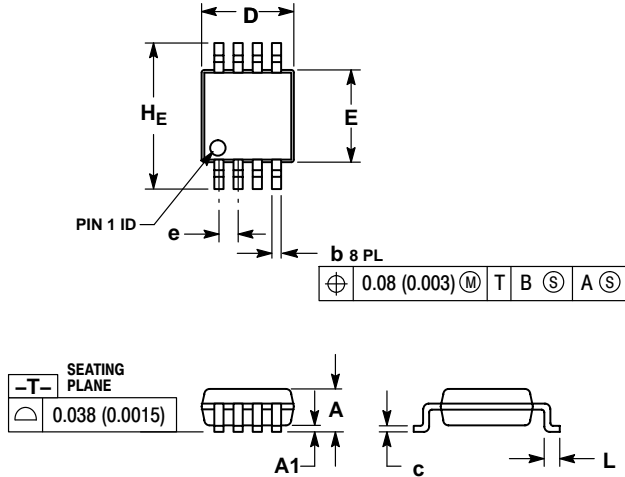 D
HE
E
PIN 1 ID
e
b 8 PL
⌖ 0.08 (0.003) Ⓜ T B Ⓢ A Ⓢ
–T– SEATING
PLANE
⌓ 0.038 (0.0015)
A
A1
c
L